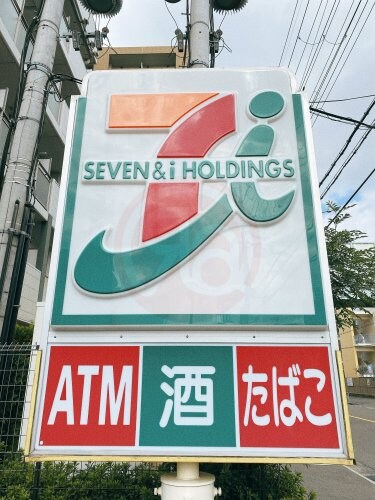 SEVEN & i HOLDINGS
ATM 酒 たばこ